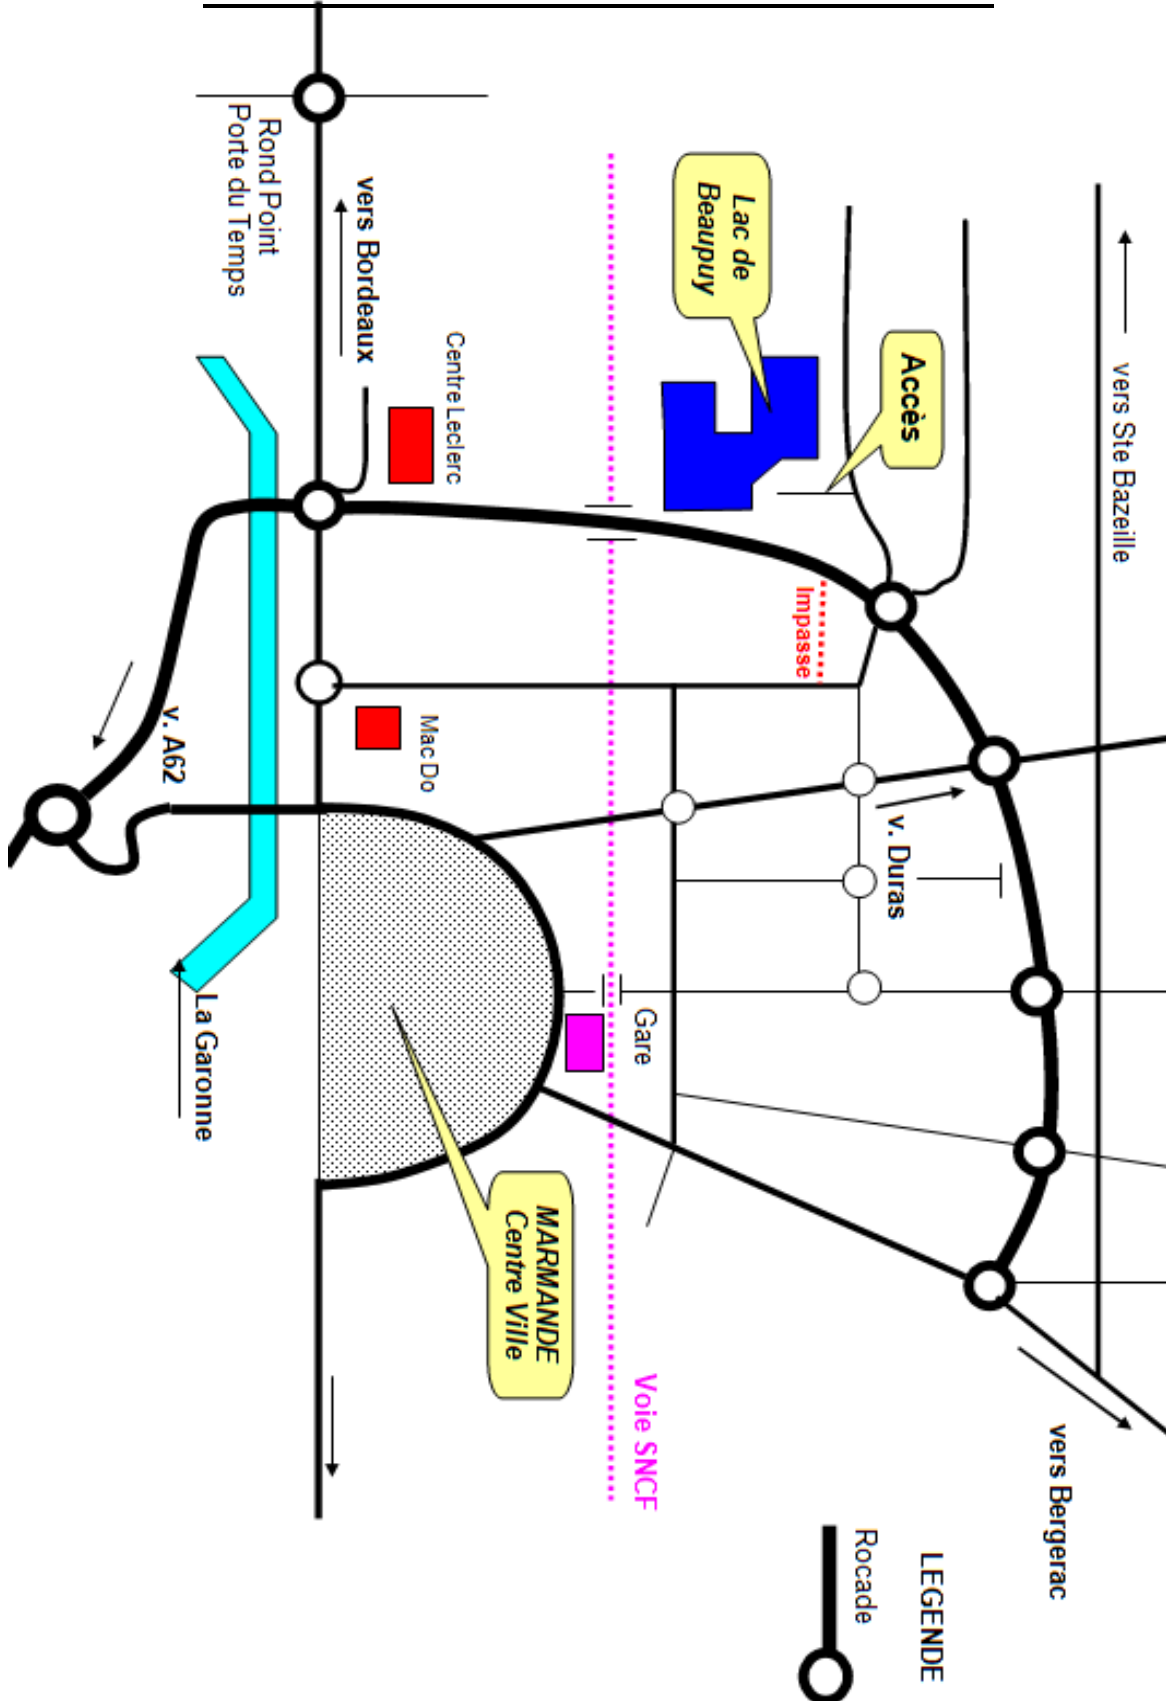 vers Ste Bazeille
Accès
Lac de
Beaupuy
Centre Leclerc
vers Bordeaux
Rond Point
Porte du Temps
Impasse
Mac Do
v. A62
v. Duras
Gare
La Garonne
MARMANDE
Centre Ville
Voie SNCF
vers Bergerac
LEGENDE
Rocade